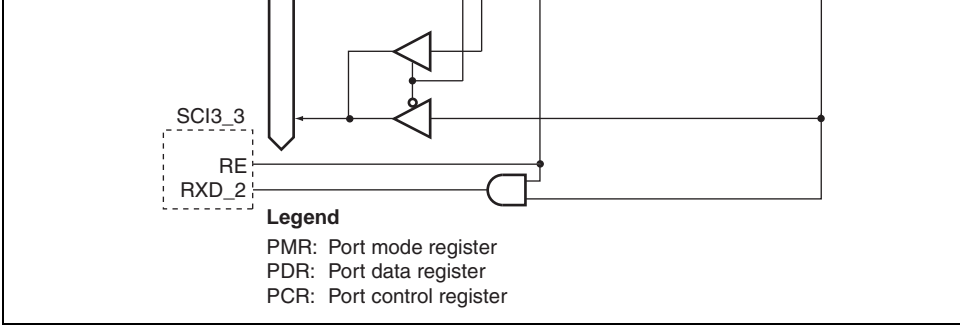 SCI3_3
RE
RXD_2
Legend
PMR: Port mode register
PDR: Port data register
PCR: Port control register